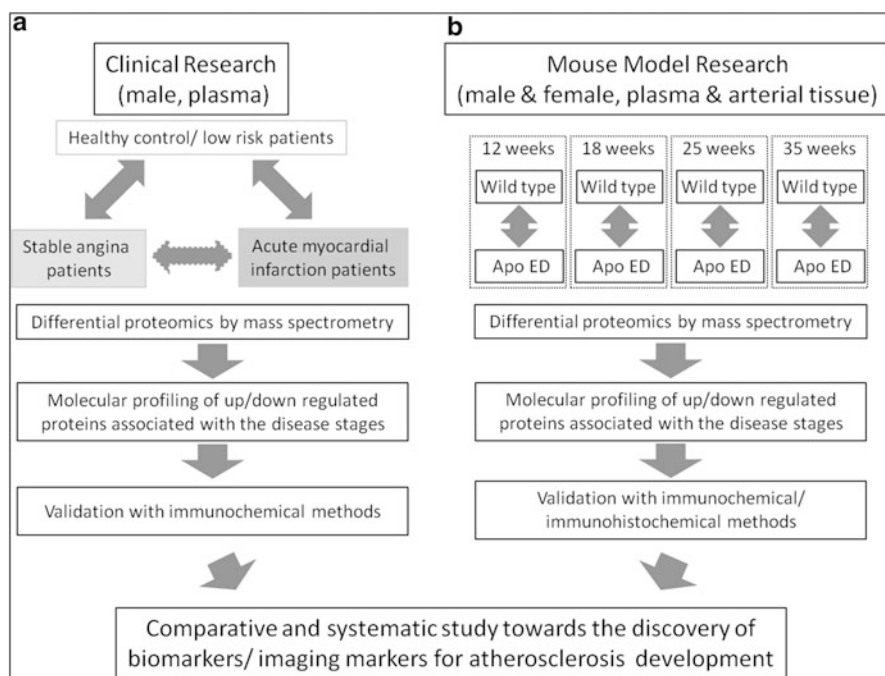 a
Clinical Research
(male, plasma)
Healthy control/ low risk patients
Stable angina
patients
Acute myocardial
infarction patients
Differential proteomics by mass spectrometry
Molecular profiling of up/down regulated
proteins associated with the disease stages
Validation with immunochemical methods
b
Mouse Model Research
(male & female, plasma & arterial tissue)
12 weeks
18 weeks
25 weeks
35 weeks
Wild type
Wild type
Wild type
Wild type
Apo ED
Apo ED
Apo ED
Apo ED
Differential proteomics by mass spectrometry
Molecular profiling of up/down regulated
proteins associated with the disease stages
Validation with immunochemical/
immunohistochemical methods
Comparative and systematic study towards the discovery of
biomarkers/ imaging markers for atherosclerosis development